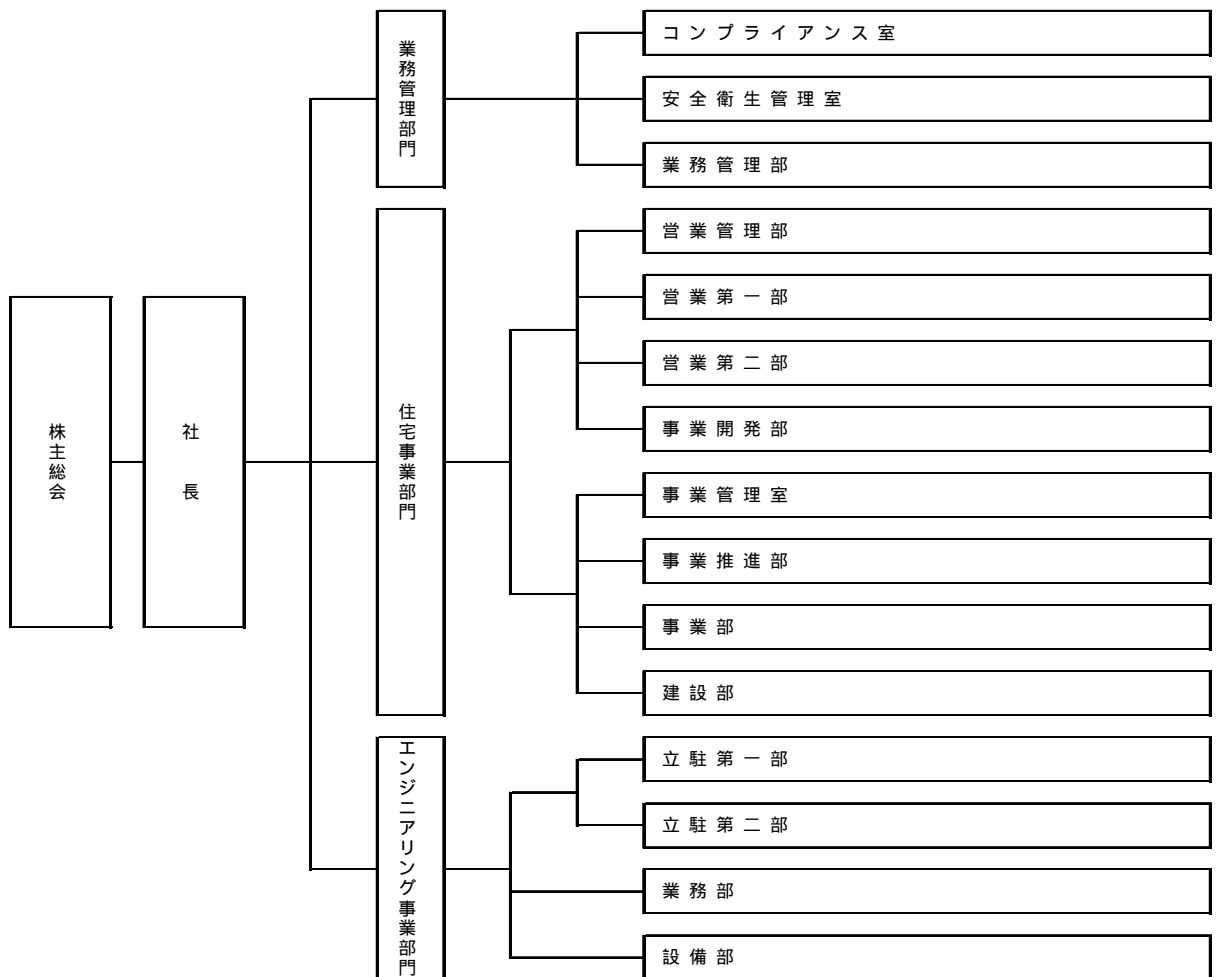 株主総会
社長
業務管理部門
コンプライアンス室
安全衛生管理室
業務管理部
住宅事業部門
営業管理部
営業第一部
営業第二部
事業開発部
事業管理室
事業推進部
事業部
建設部
エンジニアリング事業部門
立駐第一部
立駐第二部
業務部
設備部